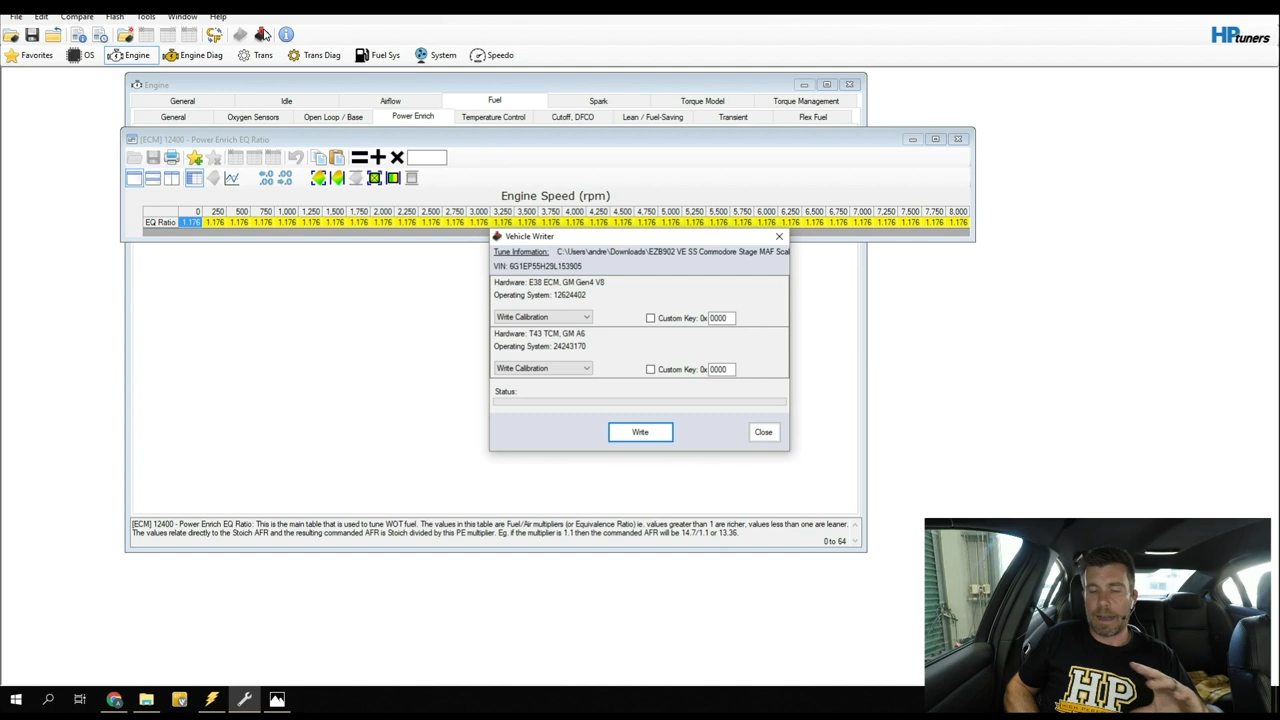 File Edit Compare Flash Tools Window Help
HPtuners
Favorites OS Engine Engine Diag Trans Trans Diag Fuel Sys System Speedo
Engine
General Idle Airflow Fuel Spark Torque Model Torque Management
General Oxygen Sensors Open Loop / Base Power Enrich Temperature Control Cutoff, DFCO Lean / Fuel-Saving Transient Flex Fuel
[ECM] 12400 - Power Enrich EQ Ratio
Engine Speed (rpm)
0 250 500 750 1,000 1,250 1,500 1,750 2,000 2,250 2,500 2,750 3,000 3,250 3,500 3,750 4,000 4,250 4,500 4,750 5,000 5,250 5,500 5,750 6,000 6,250 6,500 6,750 7,000 7,250 7,500 7,750 8,000
EQ Ratio 1.176 1.176 1.176 1.176 1.176 1.176 1.176 1.176 1.176 1.176 1.176 1.176 1.176 1.176 1.176 1.176 1.176 1.176 1.176 1.176 1.176 1.176 1.176 1.176 1.176 1.176 1.176 1.176 1.176 1.176 1.176 1.176 1.176
Vehicle Writer
Tune Information: C:\Users\andre\Downloads\EZB902 VE SS Commodore Stage MAF Scal
VIN: 6G1EP55H29L153905
Hardware: E38 ECM, GM Gen4 V8
Operating System: 12624402
Write Calibration Custom Key: 0x 0000
Hardware: T43 TCM, GM A6
Operating System: 24243170
Write Calibration Custom Key: 0x 0000
Status:
Write Close
[ECM] 12400 - Power Enrich EQ Ratio: This is the main table that is used to tune WOT fuel. The values in this table are Fuel/Air multipliers (or Equivalence Ratio) ie. values greater than 1 are richer, values less than one are leaner.
The values relate directly to the Stoich AFR and the resulting commanded AFR is Stoich divided by this PE multiplier. Eg. if the multiplier is 1.1 then the commanded AFR will be 14.7/1.1 or 13.36.
0 to 64
HP